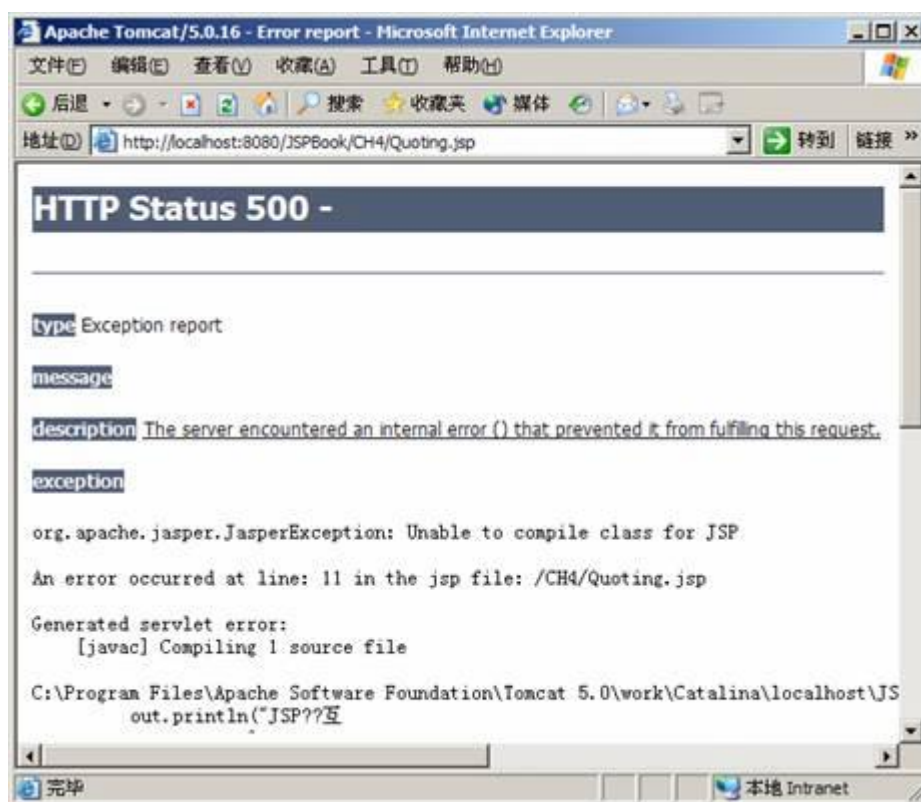 Apache Tomcat/5.0.16 - Error report - Microsoft Internet Explorer
文件(F) 编辑(E) 查看(V) 收藏(A) 工具(T) 帮助(H)
后退 搜索 收藏夹 媒体
地址(D) http://localhost:8080/JSPBook/CH4/Quoting.jsp 转到 链接 »
HTTP Status 500 -
type Exception report
message
description The server encountered an internal error () that prevented it from fulfilling this request.
exception
org.apache.jasper.JasperException: Unable to compile class for JSP
An error occurred at line: 11 in the jsp file: /CH4/Quoting.jsp
Generated servlet error:
[javac] Compiling 1 source file
C:\Program Files\Apache Software Foundation\Tomcat 5.0\work\Catalina\localhost\JS
out.println("JSP??互
完毕 本地 Intranet